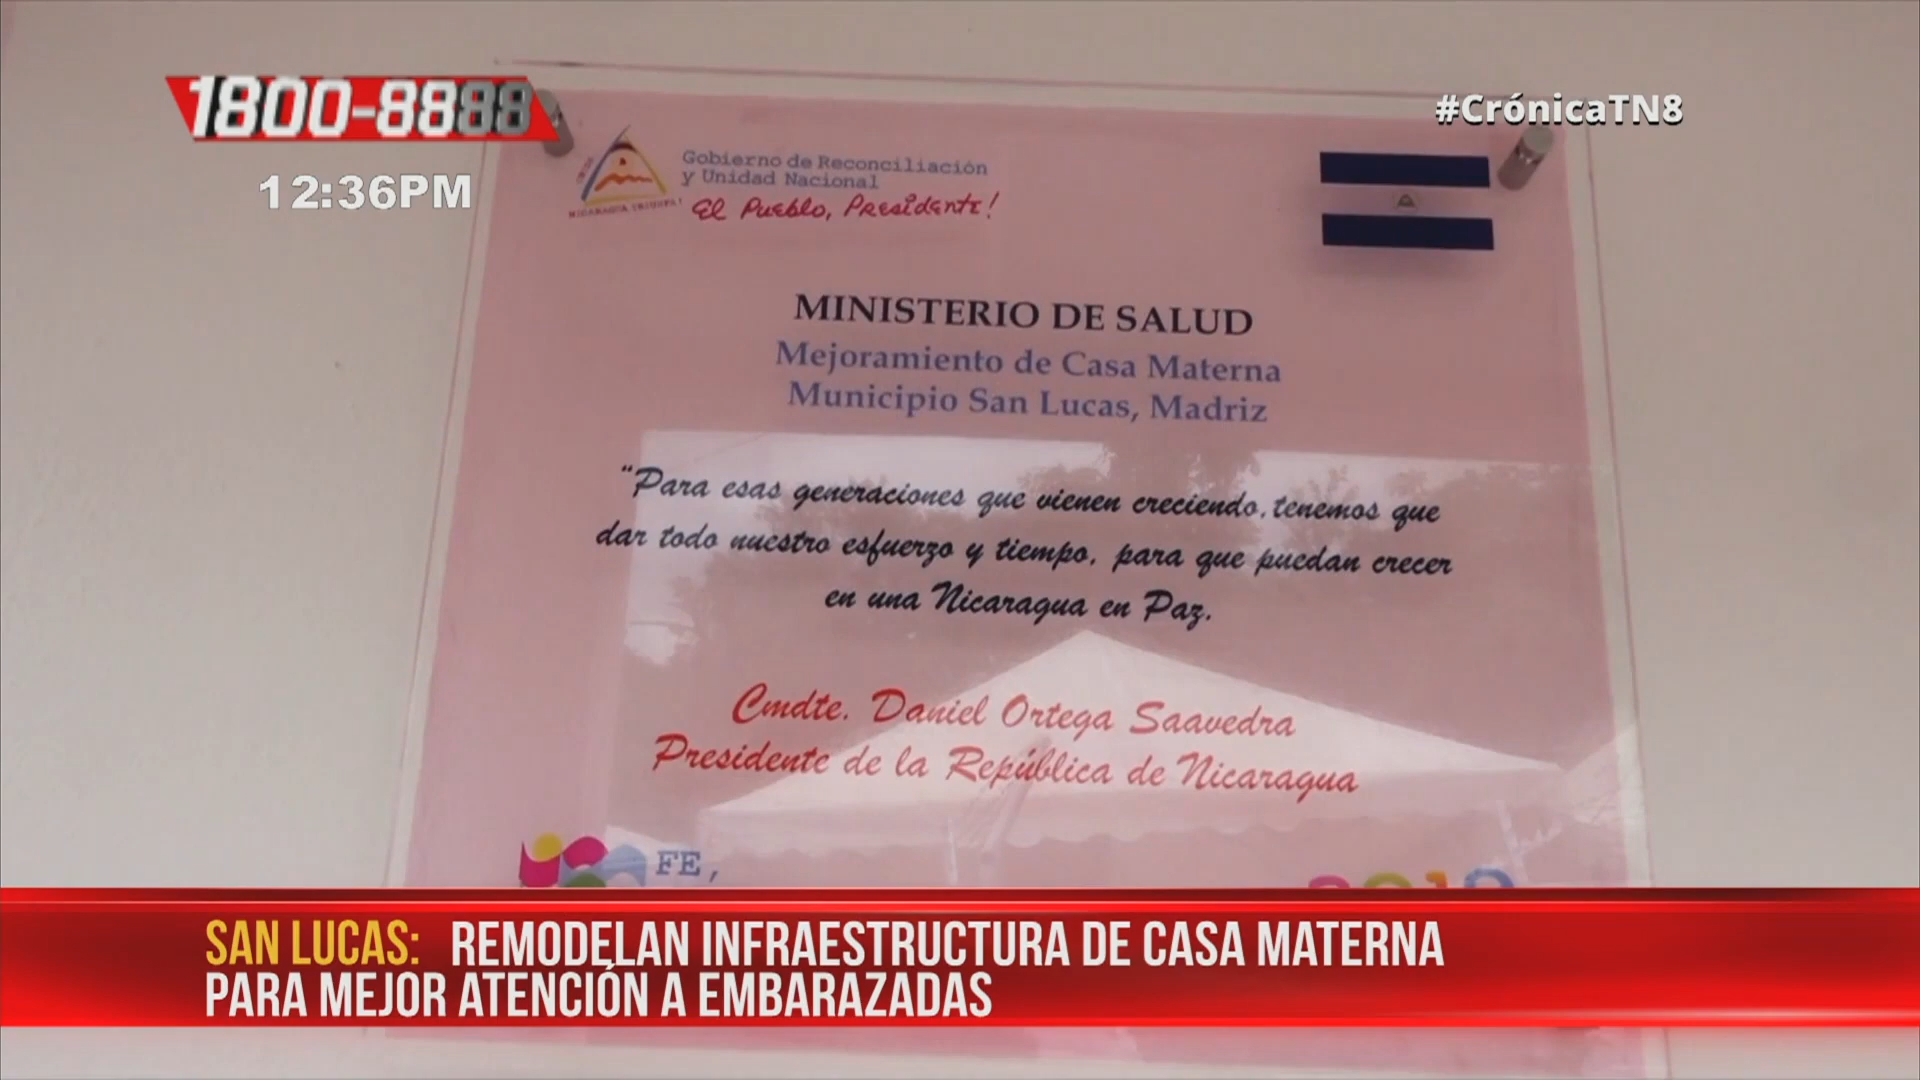 1800-8888
#CrónicaTN8
12:36PM
Gobierno de Reconciliación
y Unidad Nacional
El Pueblo, Presidente!
MINISTERIO DE SALUD
Mejoramiento de Casa Materna
Municipio San Lucas, Madriz
“Para esas generaciones que vienen creciendo, tenemos que
dar todo nuestro esfuerzo y tiempo, para que puedan crecer
en una Nicaragua en Paz.
Cmdte. Daniel Ortega Saavedra
Presidente de la República de Nicaragua
FE,
SAN LUCAS: REMODELAN INFRAESTRUCTURA DE CASA MATERNA
PARA MEJOR ATENCIÓN A EMBARAZADAS